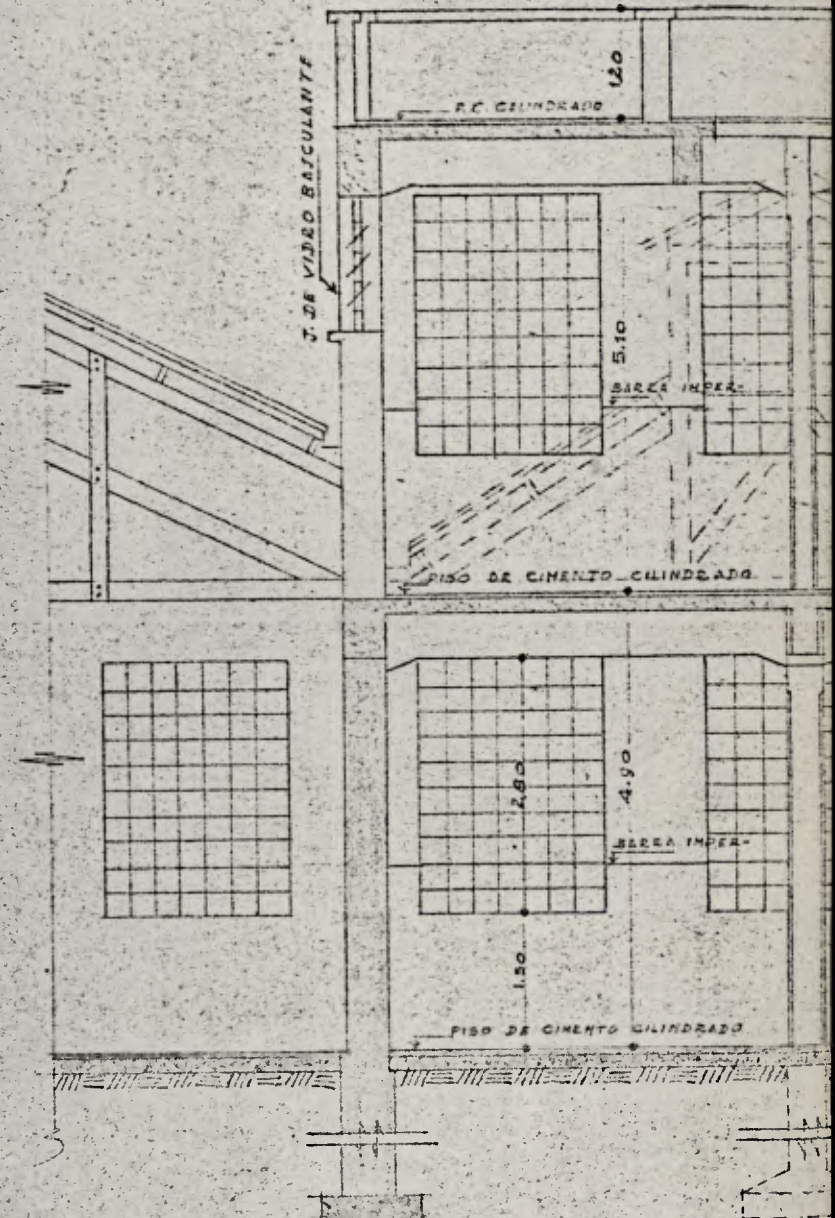 1.20
P.C. CILINDRADO
J. DE VIDRO BASCULANTE
5.10
BARRA IMPER-
PISO DE CIMENTO CILINDRADO
2.80
4.90
BARRA IMPER-
1.50
PISO DE CIMENTO CILINDRADO